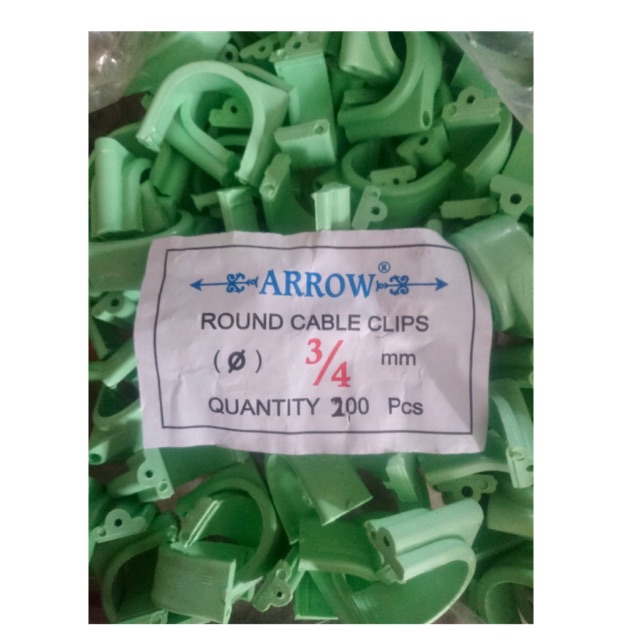 ARROW®
ROUND CABLE CLIPS
(Ø) 3/4 mm
QUANTITY 200 Pcs